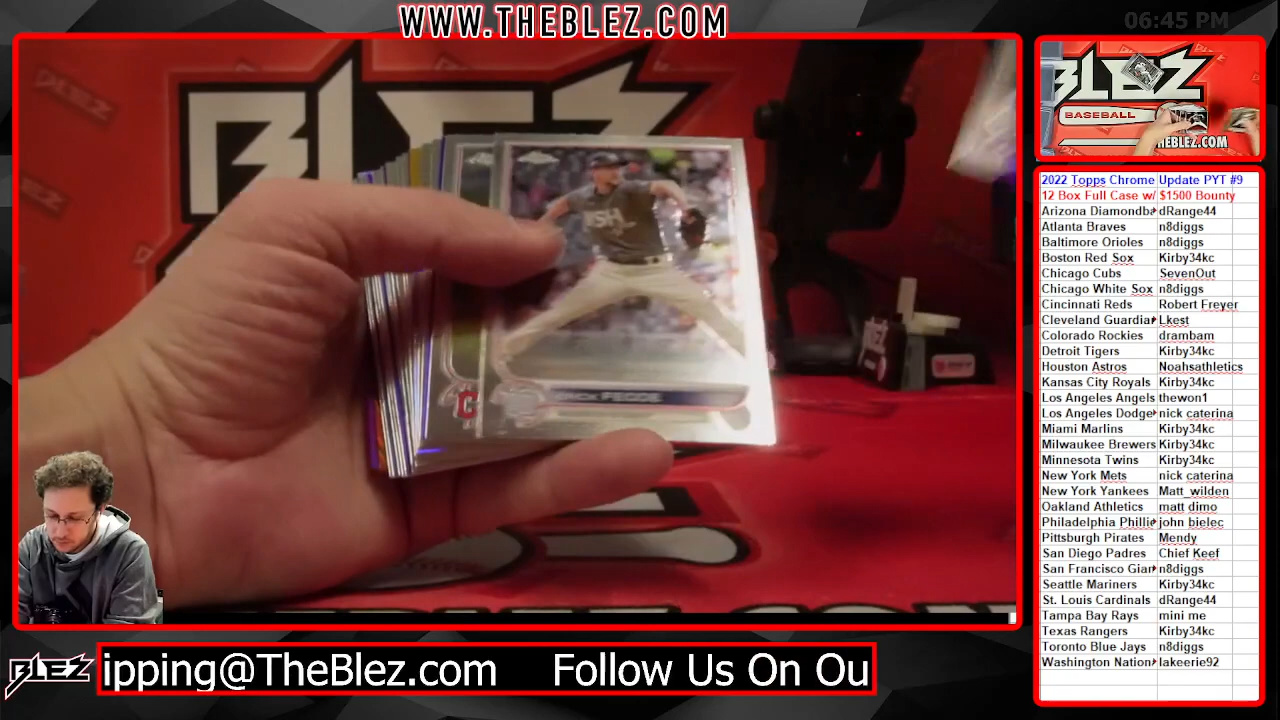 WWW.THEBLEZ.COM
06:45 PM
BLEZ
BLEZ
BASEBALL
THEBLEZ.COM
WSH
FEDDE
2022 Topps Chrome Update PYT #9
12 Box Full Case w/ $1500 Bounty
Arizona Diamondba dRange44
Atlanta Braves n8diggs
Baltimore Orioles n8diggs
Boston Red Sox Kirby34kc
Chicago Cubs SevenOut
Chicago White Sox n8diggs
Cincinnati Reds Robert Freyer
Cleveland Guardia Lkest
Colorado Rockies drambam
Detroit Tigers Kirby34kc
Houston Astros Noahsathletics
Kansas City Royals Kirby34kc
Los Angeles Angels thewon1
Los Angeles Dodge nick caterina
Miami Marlins Kirby34kc
Milwaukee Brewers Kirby34kc
Minnesota Twins Kirby34kc
New York Mets nick caterina
New York Yankees Matt_wilden
Oakland Athletics matt dimo
Philadelphia Phillie john bielec
Pittsburgh Pirates Mendy
San Diego Padres Chief Keef
San Francisco Gian n8diggs
Seattle Mariners Kirby34kc
St. Louis Cardinals dRange44
Tampa Bay Rays mini me
Texas Rangers Kirby34kc
Toronto Blue Jays n8diggs
Washington Nation lakeerie92
BLEZ
ipping@TheBlez.com Follow Us On Ou